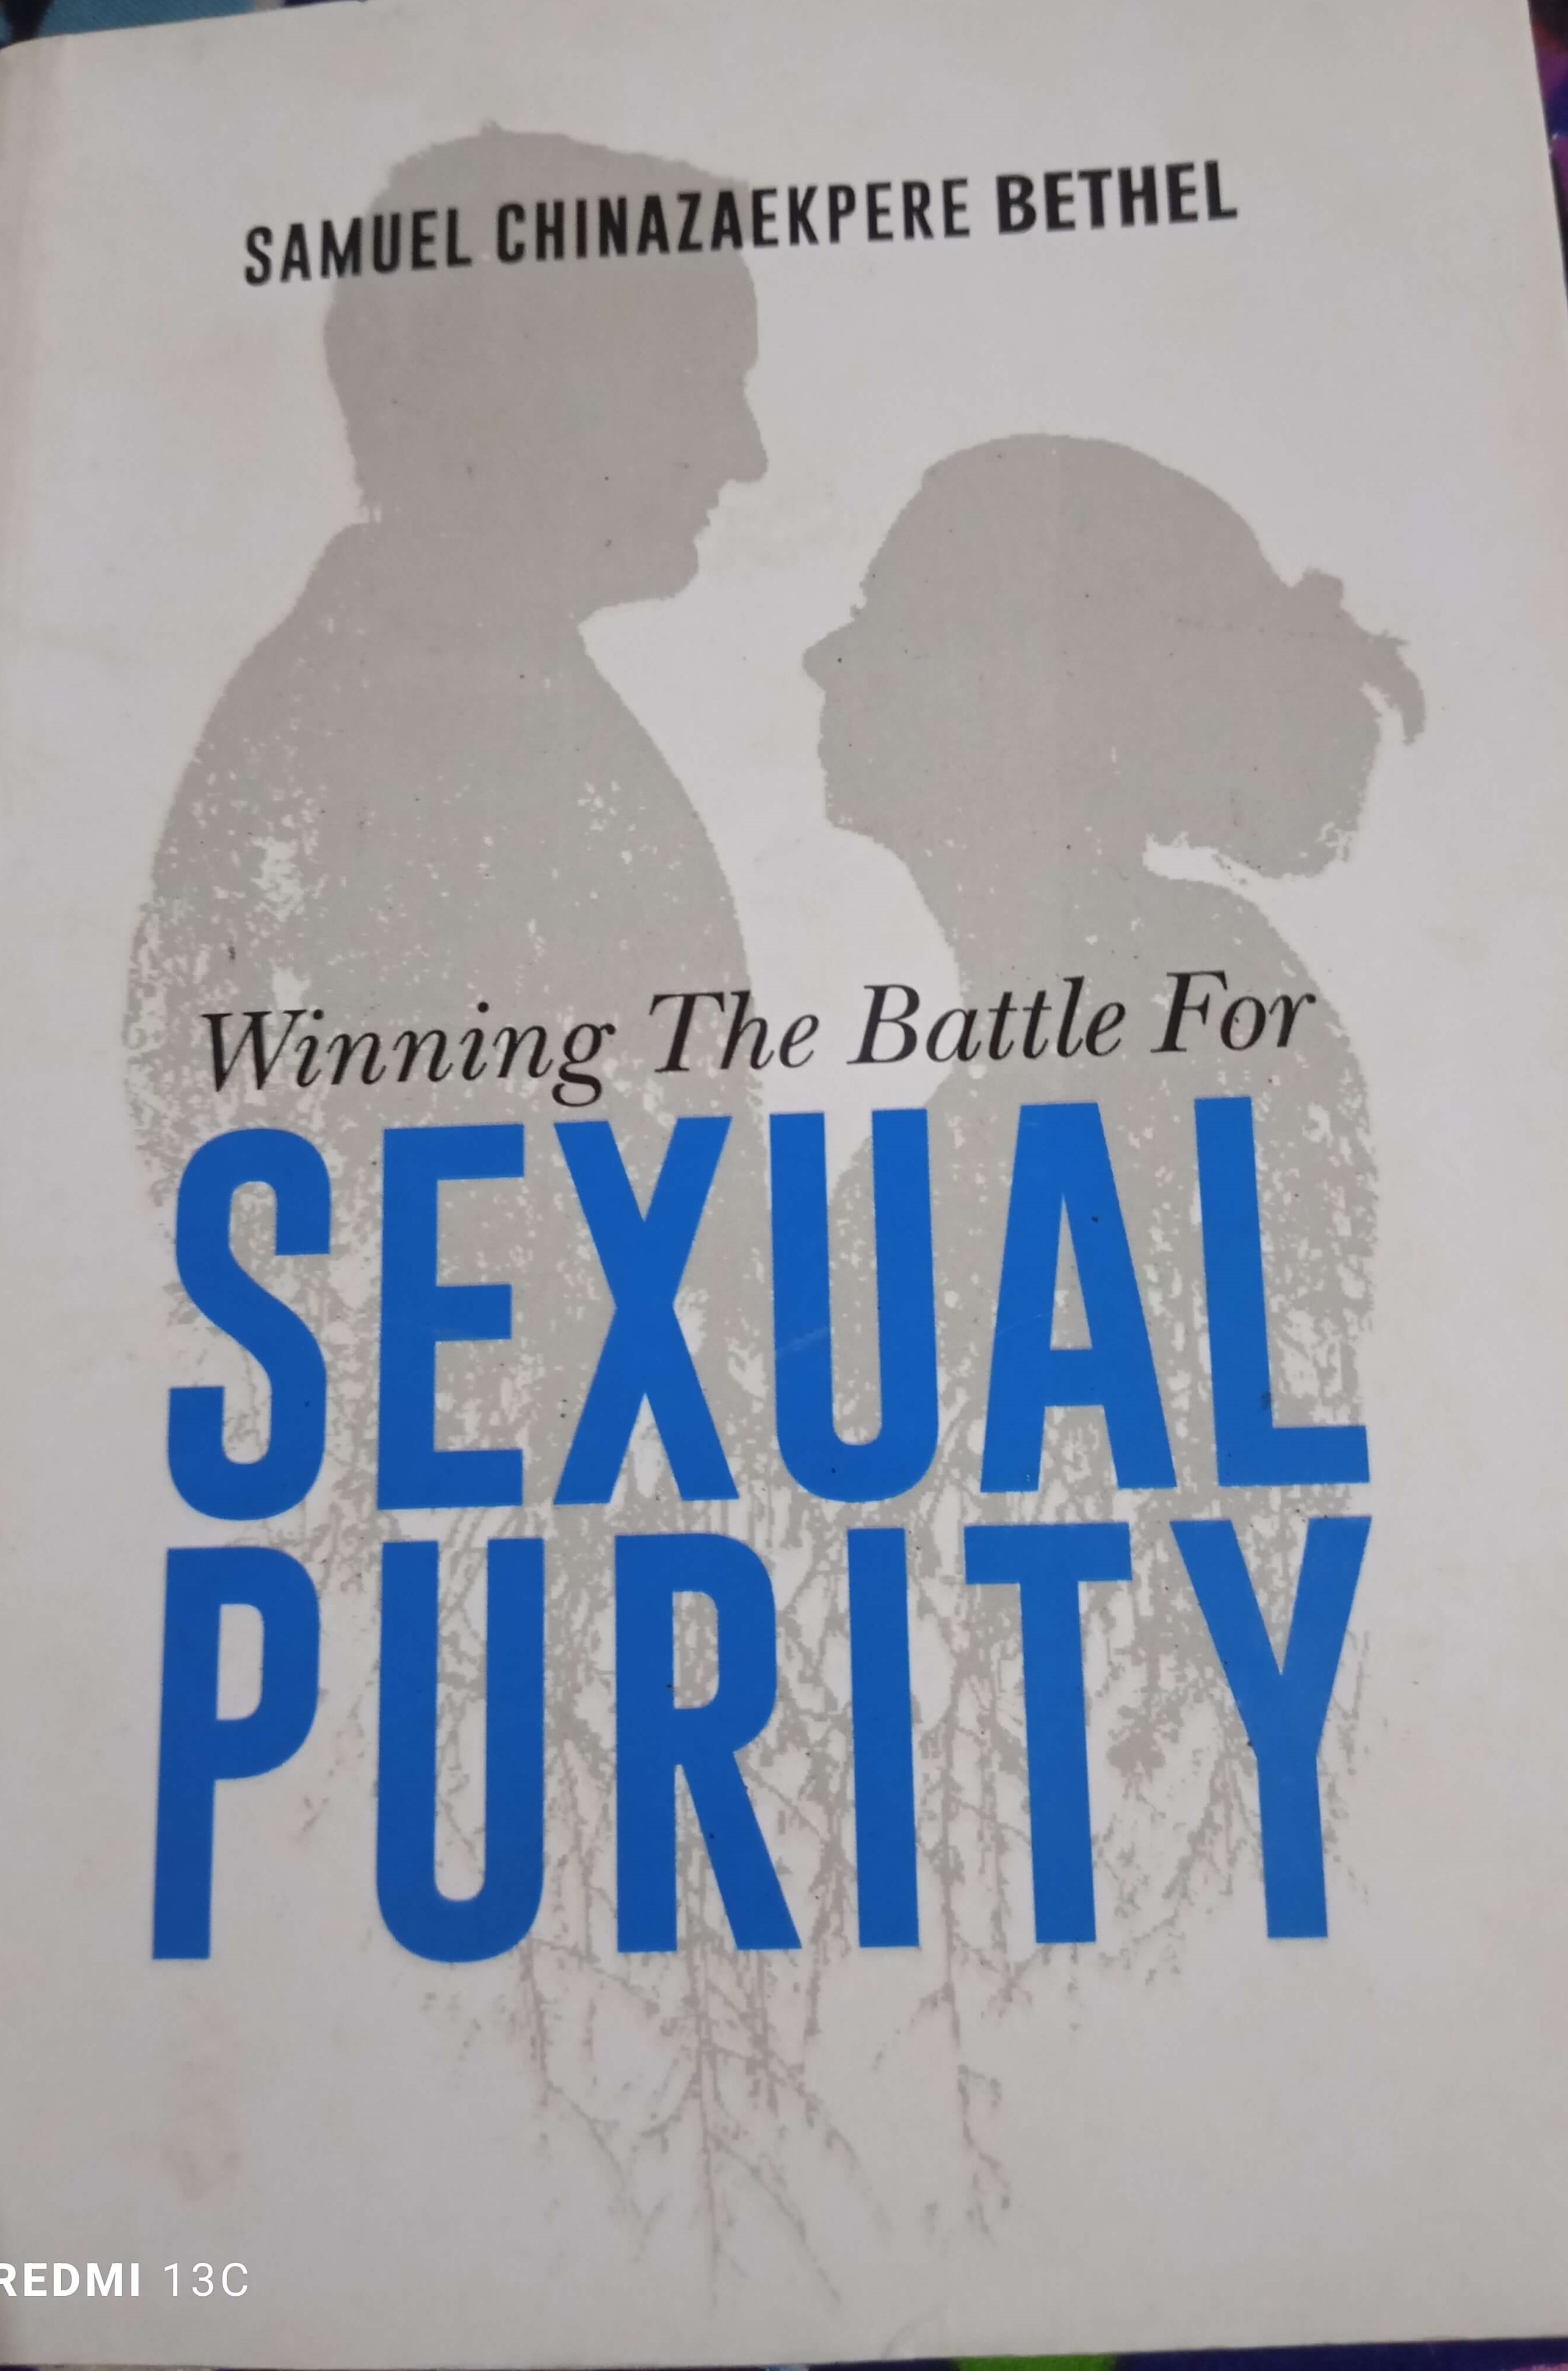 SAMUEL CHINAZAEKPERE BETHEL
Winning The Battle For
SEXUAL
PURITY
REDMI 13C